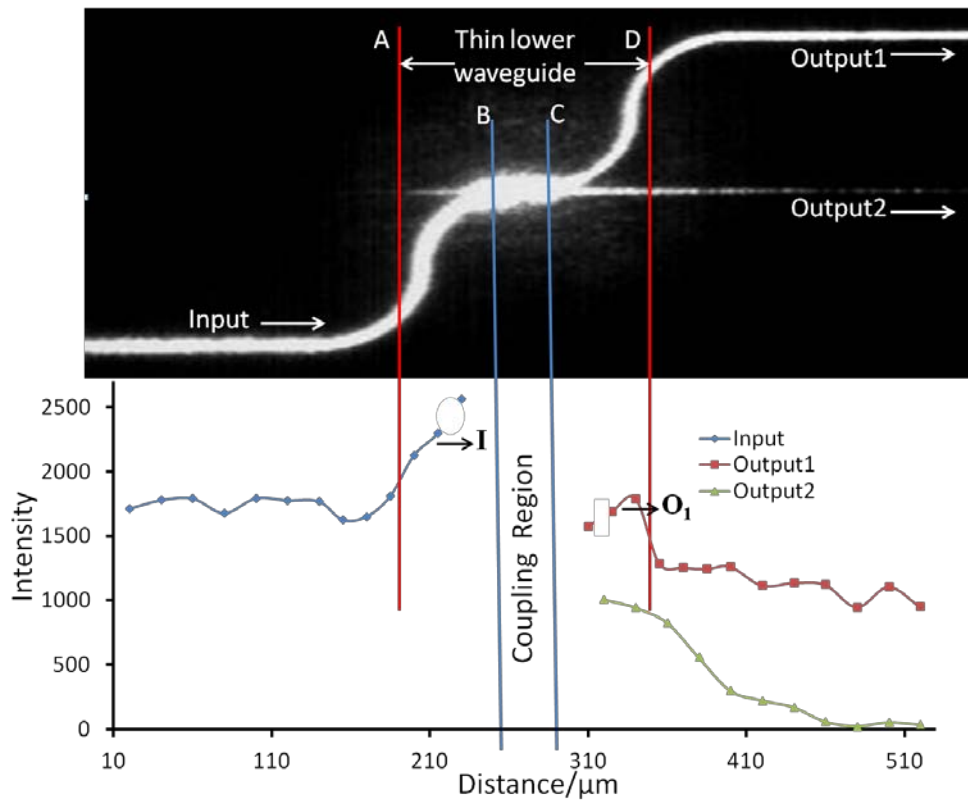 A
Thin lower
waveguide
D
B
C
Output1
Output2
Input
2500
2000
1500
1000
500
0
Intensity
I
Coupling Region
O₁
Input
Output1
Output2
10
110
210
310
410
510
Distance/µm